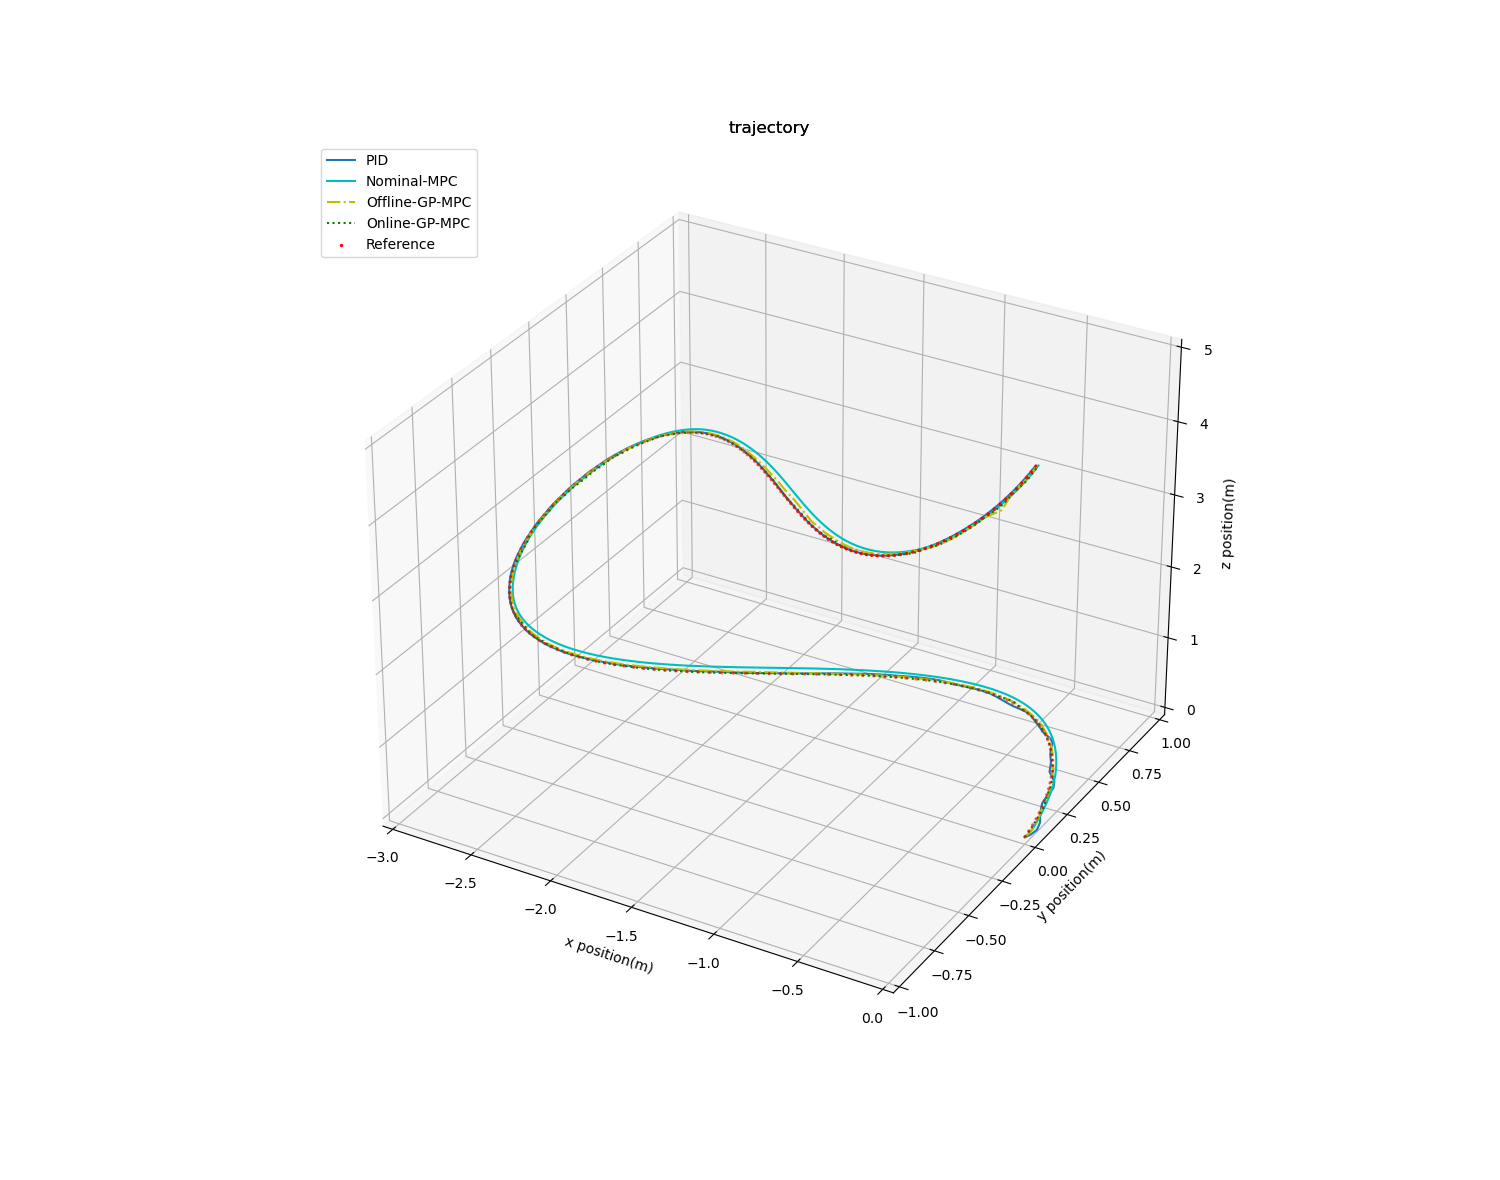 trajectory
PID
Nominal-MPC
Offline-GP-MPC
Online-GP-MPC
Reference
5
4
3
2
1
0
z position(m)
1.00
0.75
0.50
0.25
0.00
−0.25
−0.50
−0.75
−1.00
y position(m)
−3.0
−2.5
−2.0
−1.5
−1.0
−0.5
0.0
x position(m)